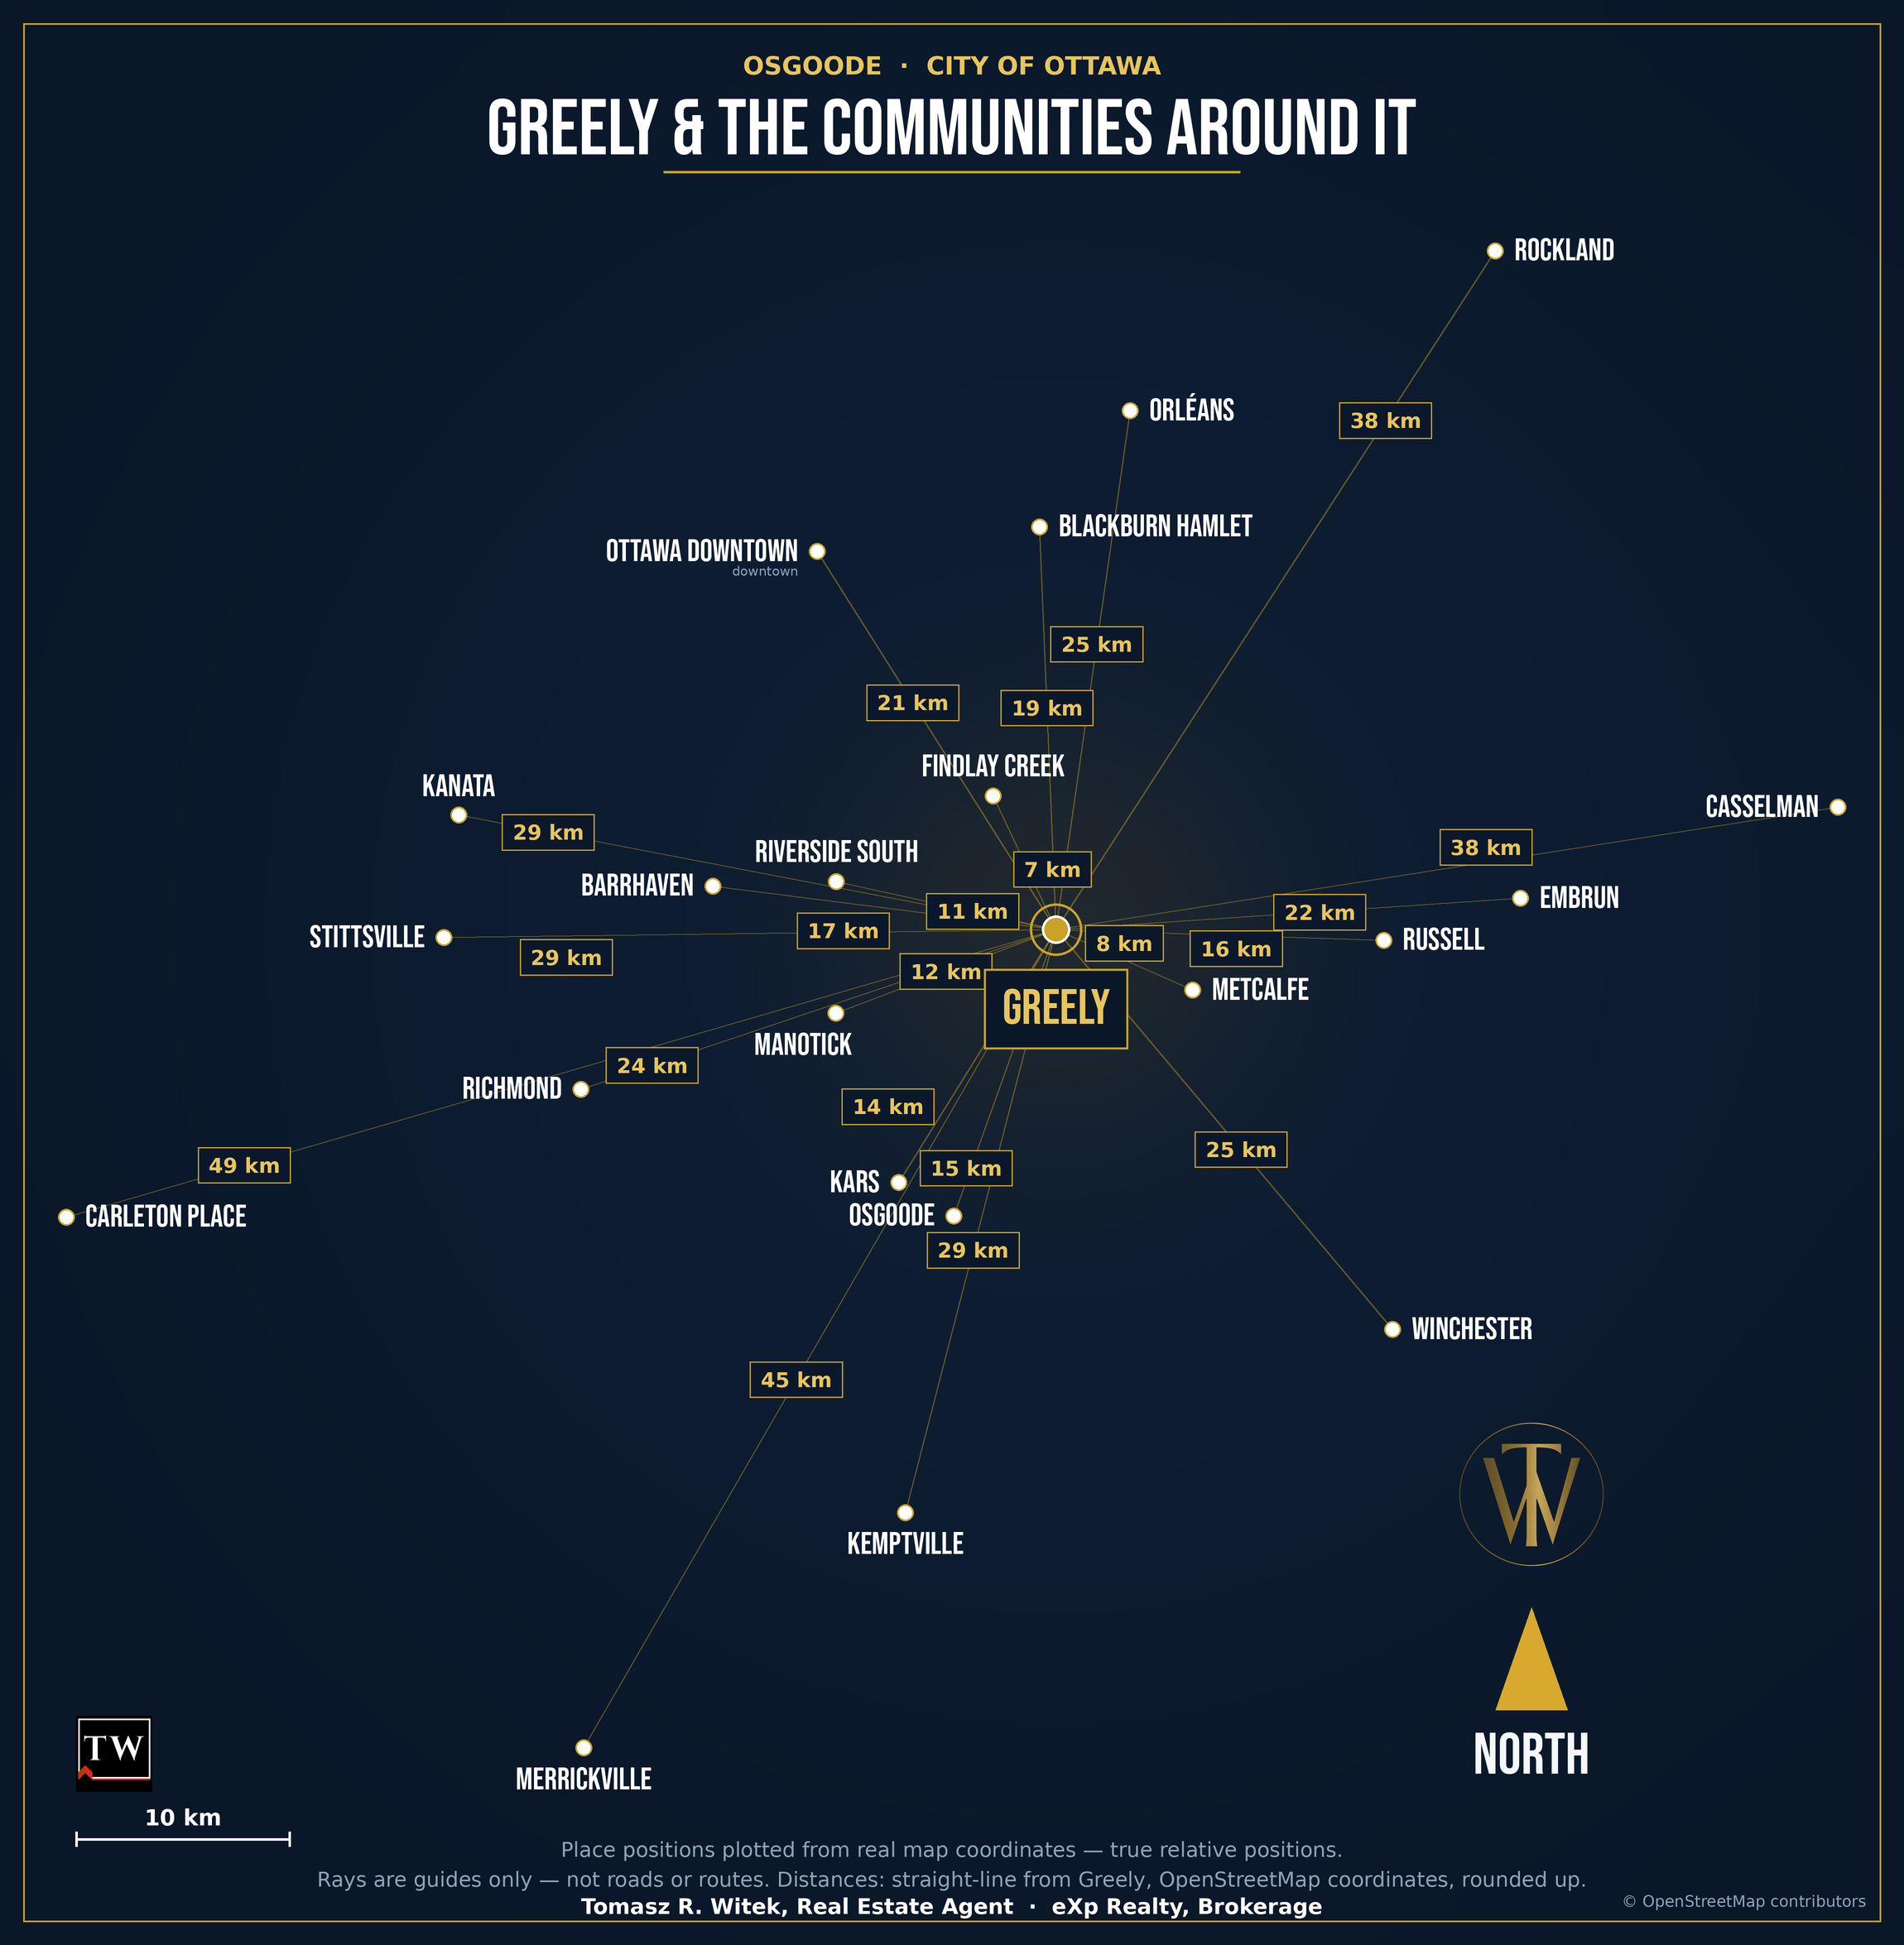 OSGOODE · CITY OF OTTAWA
GREELY & THE COMMUNITIES AROUND IT
ROCKLAND
ORLÉANS
38 km
BLACKBURN HAMLET
OTTAWA DOWNTOWN
downtown
25 km
21 km
19 km
FINDLAY CREEK
KANATA
CASSELMAN
29 km
38 km
RIVERSIDE SOUTH
7 km
BARRHAVEN
EMBRUN
11 km
22 km
17 km
STITTSVILLE
RUSSELL
8 km
16 km
29 km
12 km
METCALFE
GREELY
MANOTICK
24 km
RICHMOND
14 km
25 km
49 km
15 km
KARS
CARLETON PLACE
OSGOODE
29 km
WINCHESTER
45 km
TW
KEMPTVILLE
NORTH
TW
MERRICKVILLE
10 km
Place positions plotted from real map coordinates — true relative positions.
Rays are guides only — not roads or routes. Distances: straight-line from Greely, OpenStreetMap coordinates, rounded up.
Tomasz R. Witek, Real Estate Agent · eXp Realty, Brokerage
© OpenStreetMap contributors